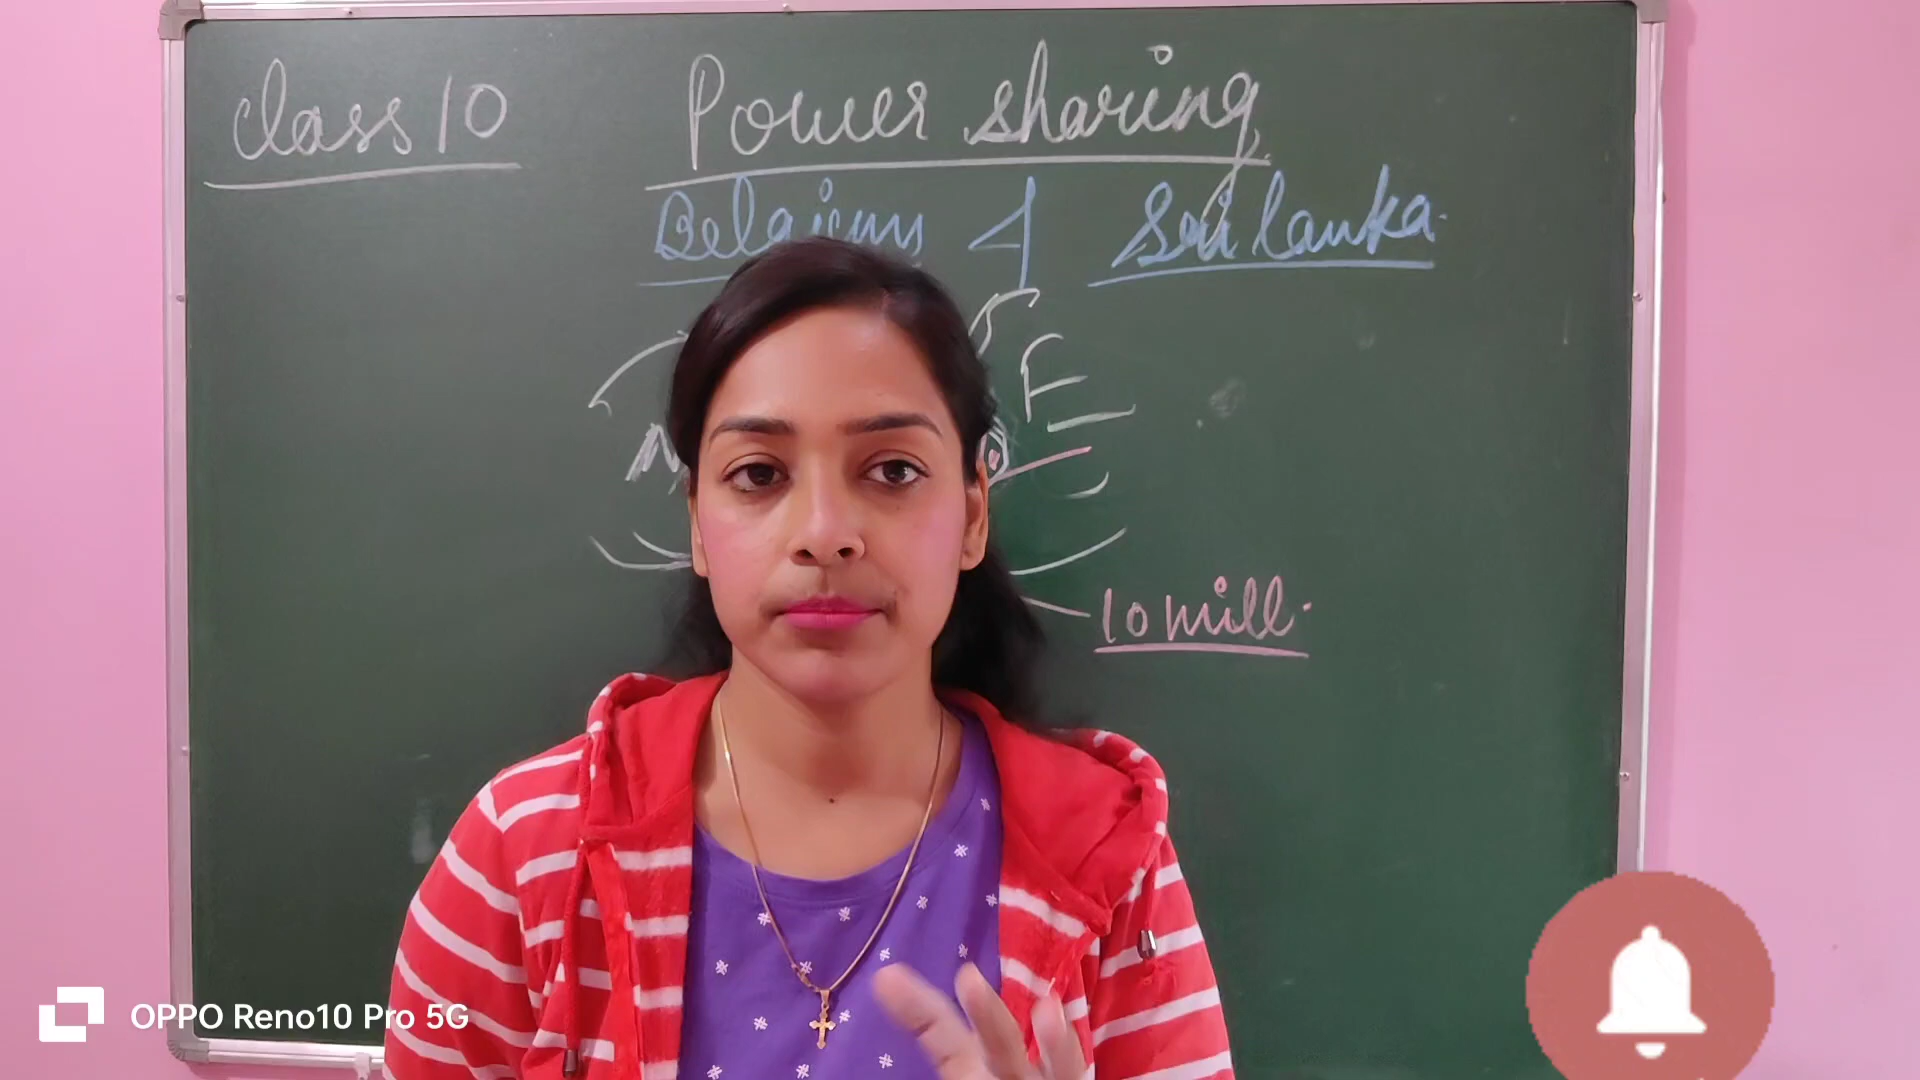 Class 10
Power sharing
Belgium & Sri lanka
F
N
10 mill.
OPPO Reno10 Pro 5G